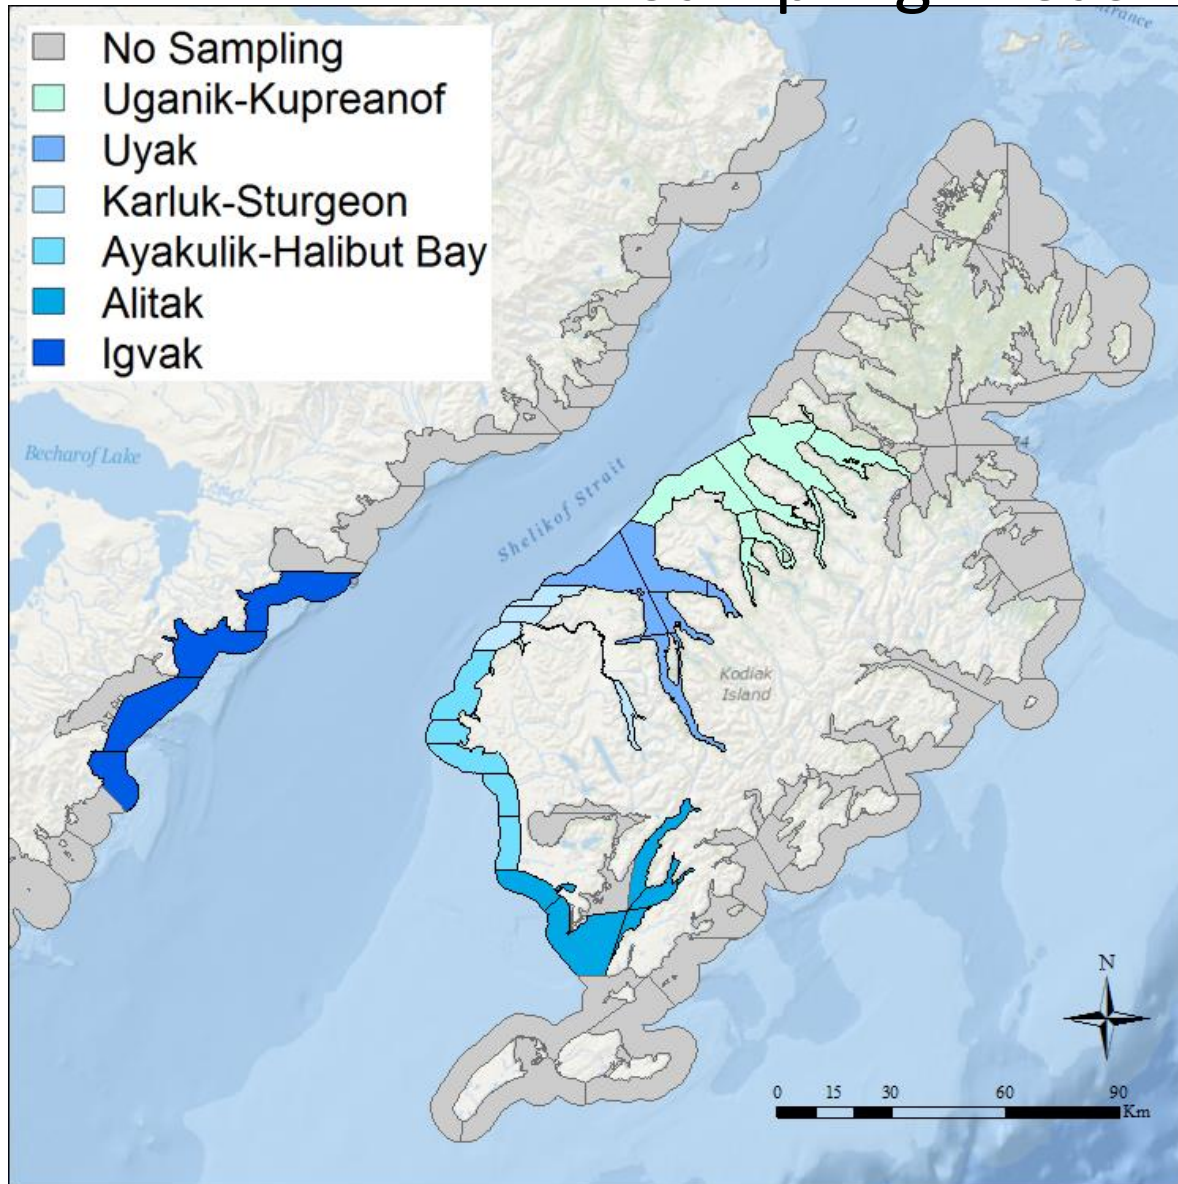 No Sampling
Uganik-Kupreanof
Uyak
Karluk-Sturgeon
Ayakulik-Halibut Bay
Alitak
Igvak
Becharof Lake
Shelikof Strait
74
Kodiak
Island
N
0 15 30 60 90
Km